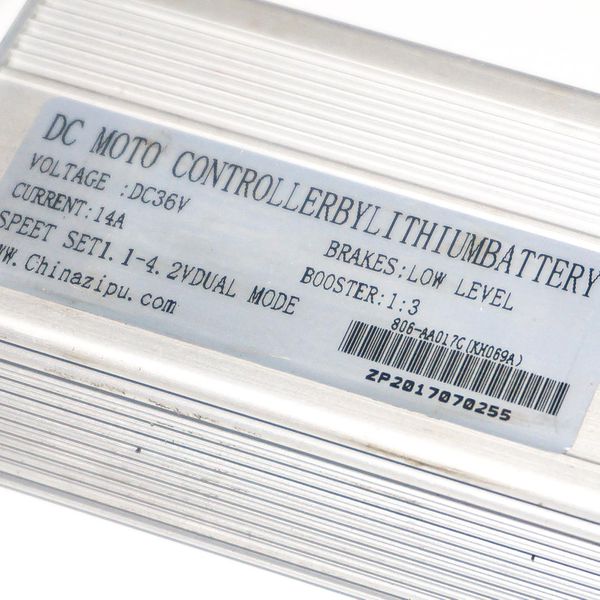 DC MOTO CONTROLLERBYLITHIUMBATTERY
VOLTAGE :DC36V
CURRENT:14A
SPEET SET1.1-4.2VDUAL MODE
WW.Chinazipu.com
BRAKES:LOW LEVEL
BOOSTER:1:3
806-AA017C(XH069A)
ZP2017070255